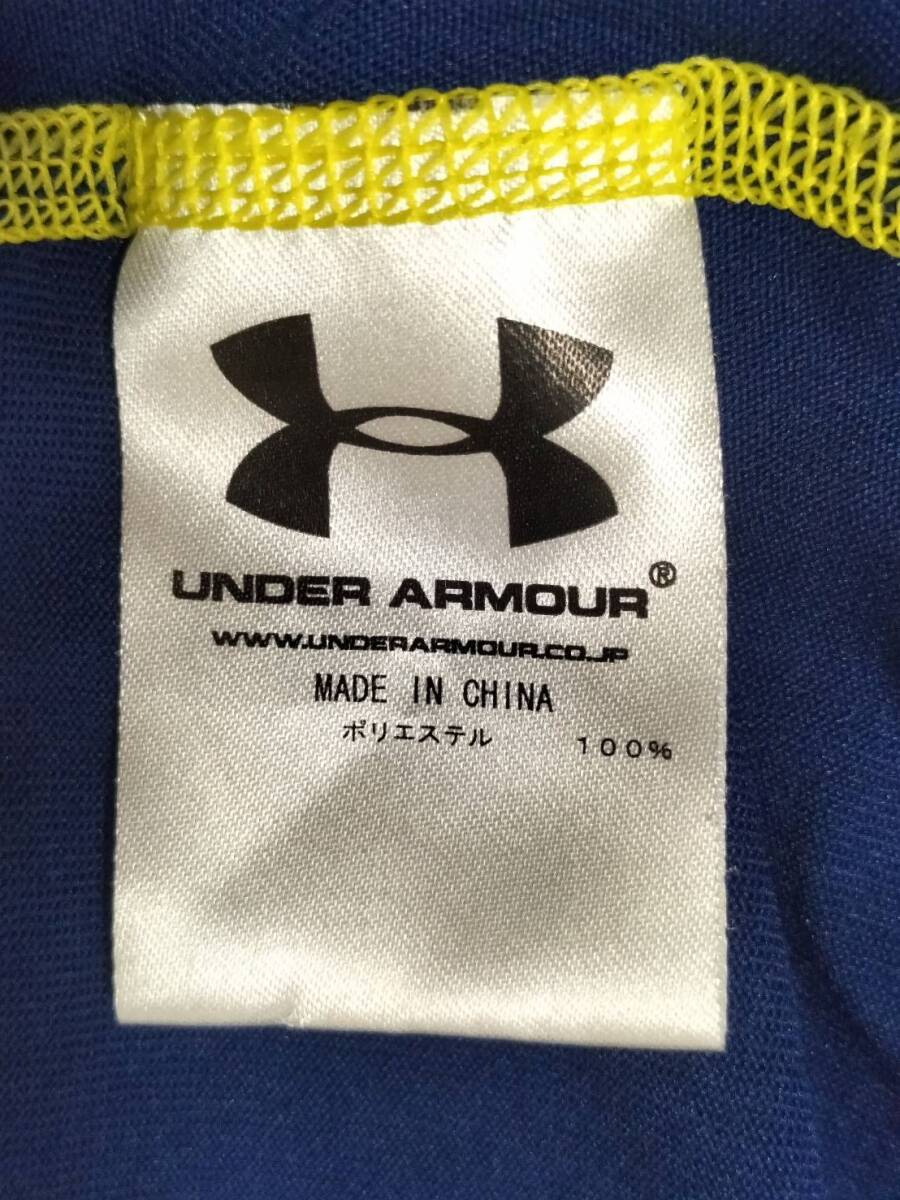 UNDER ARMOUR®
WWW.UNDERARMOUR.CO.JP
MADE IN CHINA
ポリエステル 100%